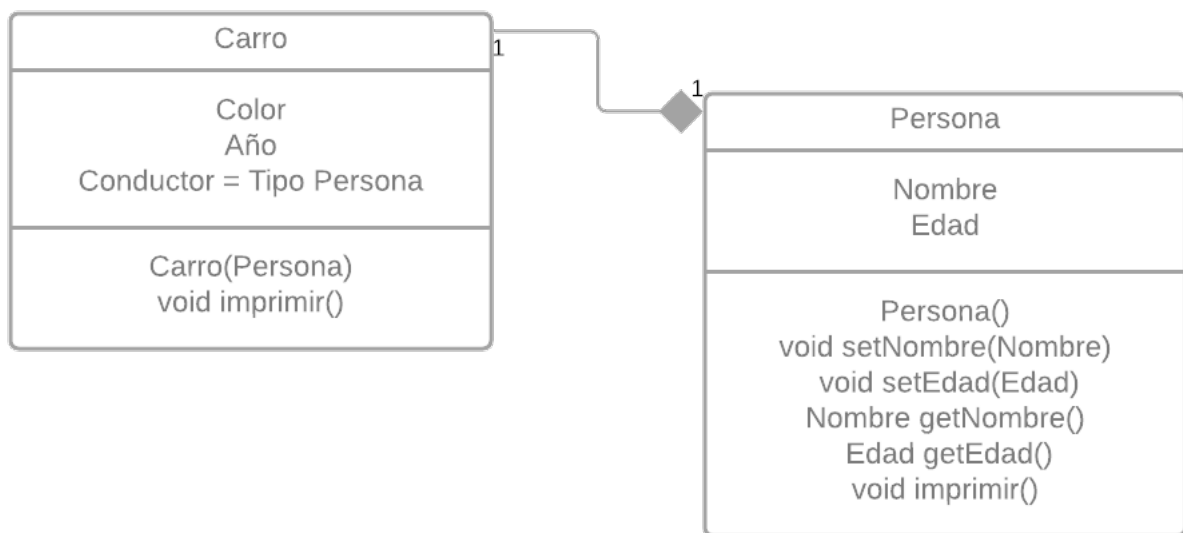 Carro
1
Color
Año
Conductor = Tipo Persona
Carro(Persona)
void imprimir()
1
Persona
Nombre
Edad
Persona()
void setNombre(Nombre)
void setEdad(Edad)
Nombre getNombre()
Edad getEdad()
void imprimir()